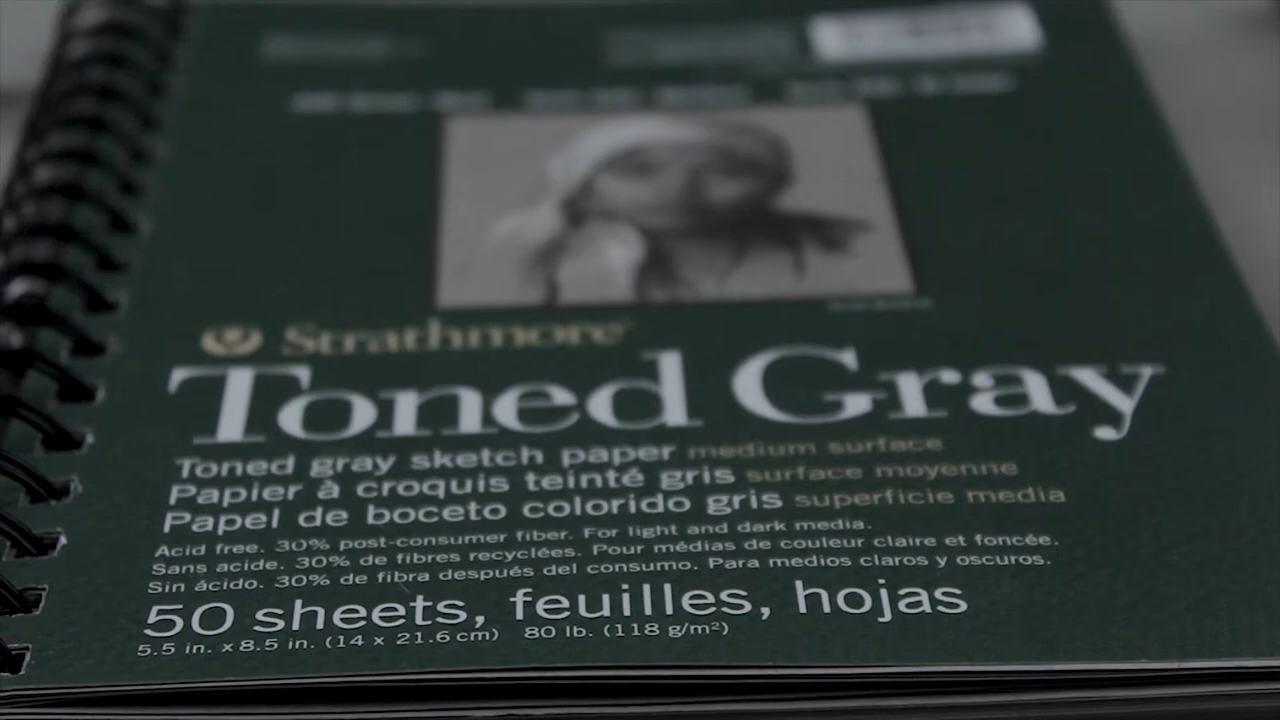 Strathmore
Toned Gray
Toned gray sketch paper medium surface
Papier à croquis teinté gris surface moyenne
Papel de boceto colorido gris superficie media
Acid free. 30% post-consumer fiber. For light and dark media.
Sans acide. 30% de fibres recyclées. Pour médias de couleur claire et foncée.
Sin ácido. 30% de fibra después del consumo. Para medios claros y oscuros.
50 sheets, feuilles, hojas
5.5 in. x 8.5 in. (14 x 21.6 cm) 80 lb. (118 g/m²)